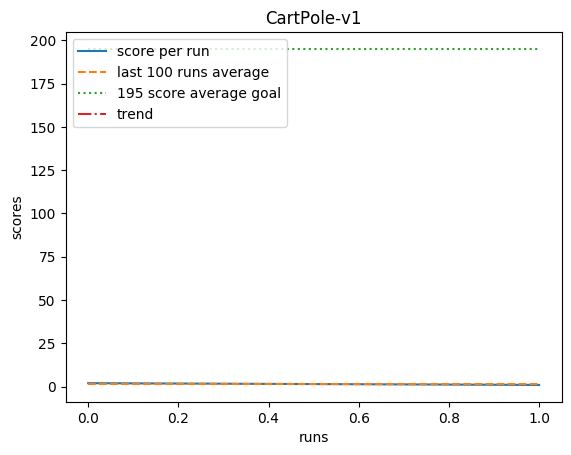 CartPole-v1
score per run
last 100 runs average
195 score average goal
trend
scores
200
175
150
125
100
75
50
25
0
0.0 0.2 0.4 0.6 0.8 1.0
runs